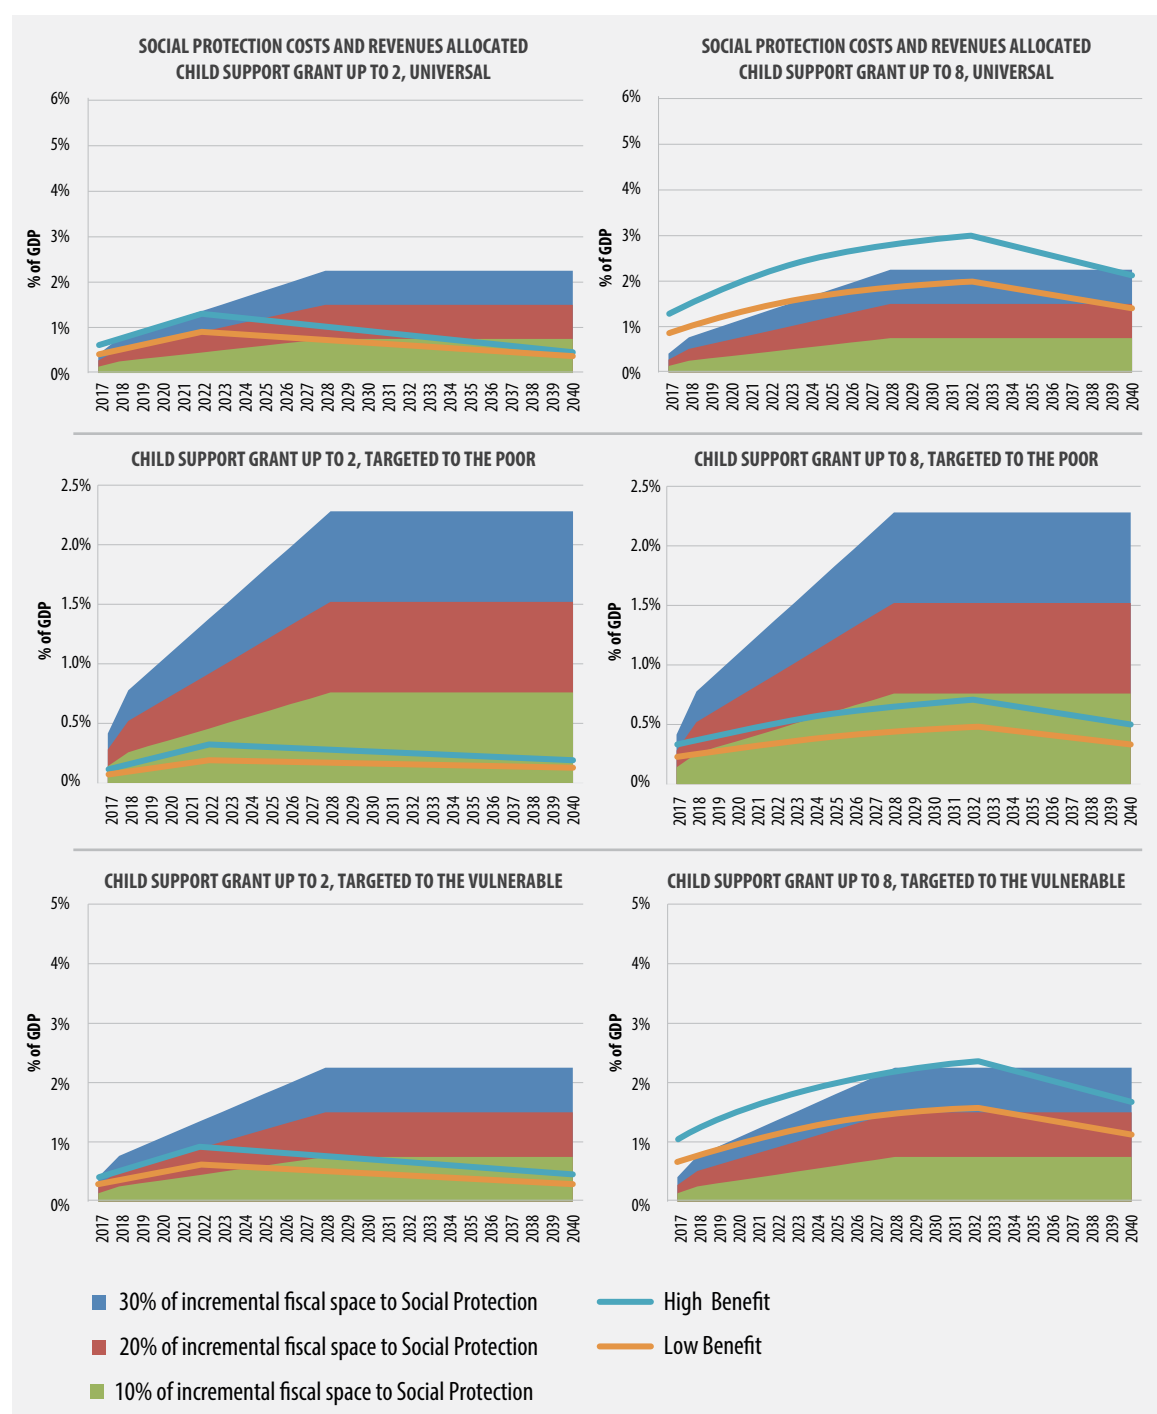 SOCIAL PROTECTION COSTS AND REVENUES ALLOCATED
CHILD SUPPORT GRANT UP TO 2, UNIVERSAL
6%
5%
4%
3%
2%
1%
0%
% of GDP
2017 2018 2019 2020 2021 2022 2023 2024 2025 2026 2027 2028 2029 2030 2031 2032 2033 2034 2035 2036 2037 2038 2039 2040
SOCIAL PROTECTION COSTS AND REVENUES ALLOCATED
CHILD SUPPORT GRANT UP TO 8, UNIVERSAL
6%
5%
4%
3%
2%
1%
0%
% of GDP
2017 2018 2019 2020 2021 2022 2023 2024 2025 2026 2027 2028 2029 2030 2031 2032 2033 2034 2035 2036 2037 2038 2039 2040
CHILD SUPPORT GRANT UP TO 2, TARGETED TO THE POOR
2.5%
2.0%
1.5%
1.0%
0.5%
0%
% of GDP
2017 2018 2019 2020 2021 2022 2023 2024 2025 2026 2027 2028 2029 2030 2031 2032 2033 2034 2035 2036 2037 2038 2039 2040
CHILD SUPPORT GRANT UP TO 8, TARGETED TO THE POOR
2.5%
2.0%
1.5%
1.0%
0.5%
0%
% of GDP
2017 2018 2019 2020 2021 2022 2023 2024 2025 2026 2027 2028 2029 2030 2031 2032 2033 2034 2035 2036 2037 2038 2039 2040
CHILD SUPPORT GRANT UP TO 2, TARGETED TO THE VULNERABLE
5%
4%
3%
2%
1%
0%
% of GDP
2017 2018 2019 2020 2021 2022 2023 2024 2025 2026 2027 2028 2029 2030 2031 2032 2033 2034 2035 2036 2037 2038 2039 2040
CHILD SUPPORT GRANT UP TO 8, TARGETED TO THE VULNERABLE
5%
4%
3%
2%
1%
0%
% of GDP
2017 2018 2019 2020 2021 2022 2023 2024 2025 2026 2027 2028 2029 2030 2031 2032 2033 2034 2035 2036 2037 2038 2039 2040
30% of incremental fiscal space to Social Protection
20% of incremental fiscal space to Social Protection
10% of incremental fiscal space to Social Protection
High Benefit
Low Benefit